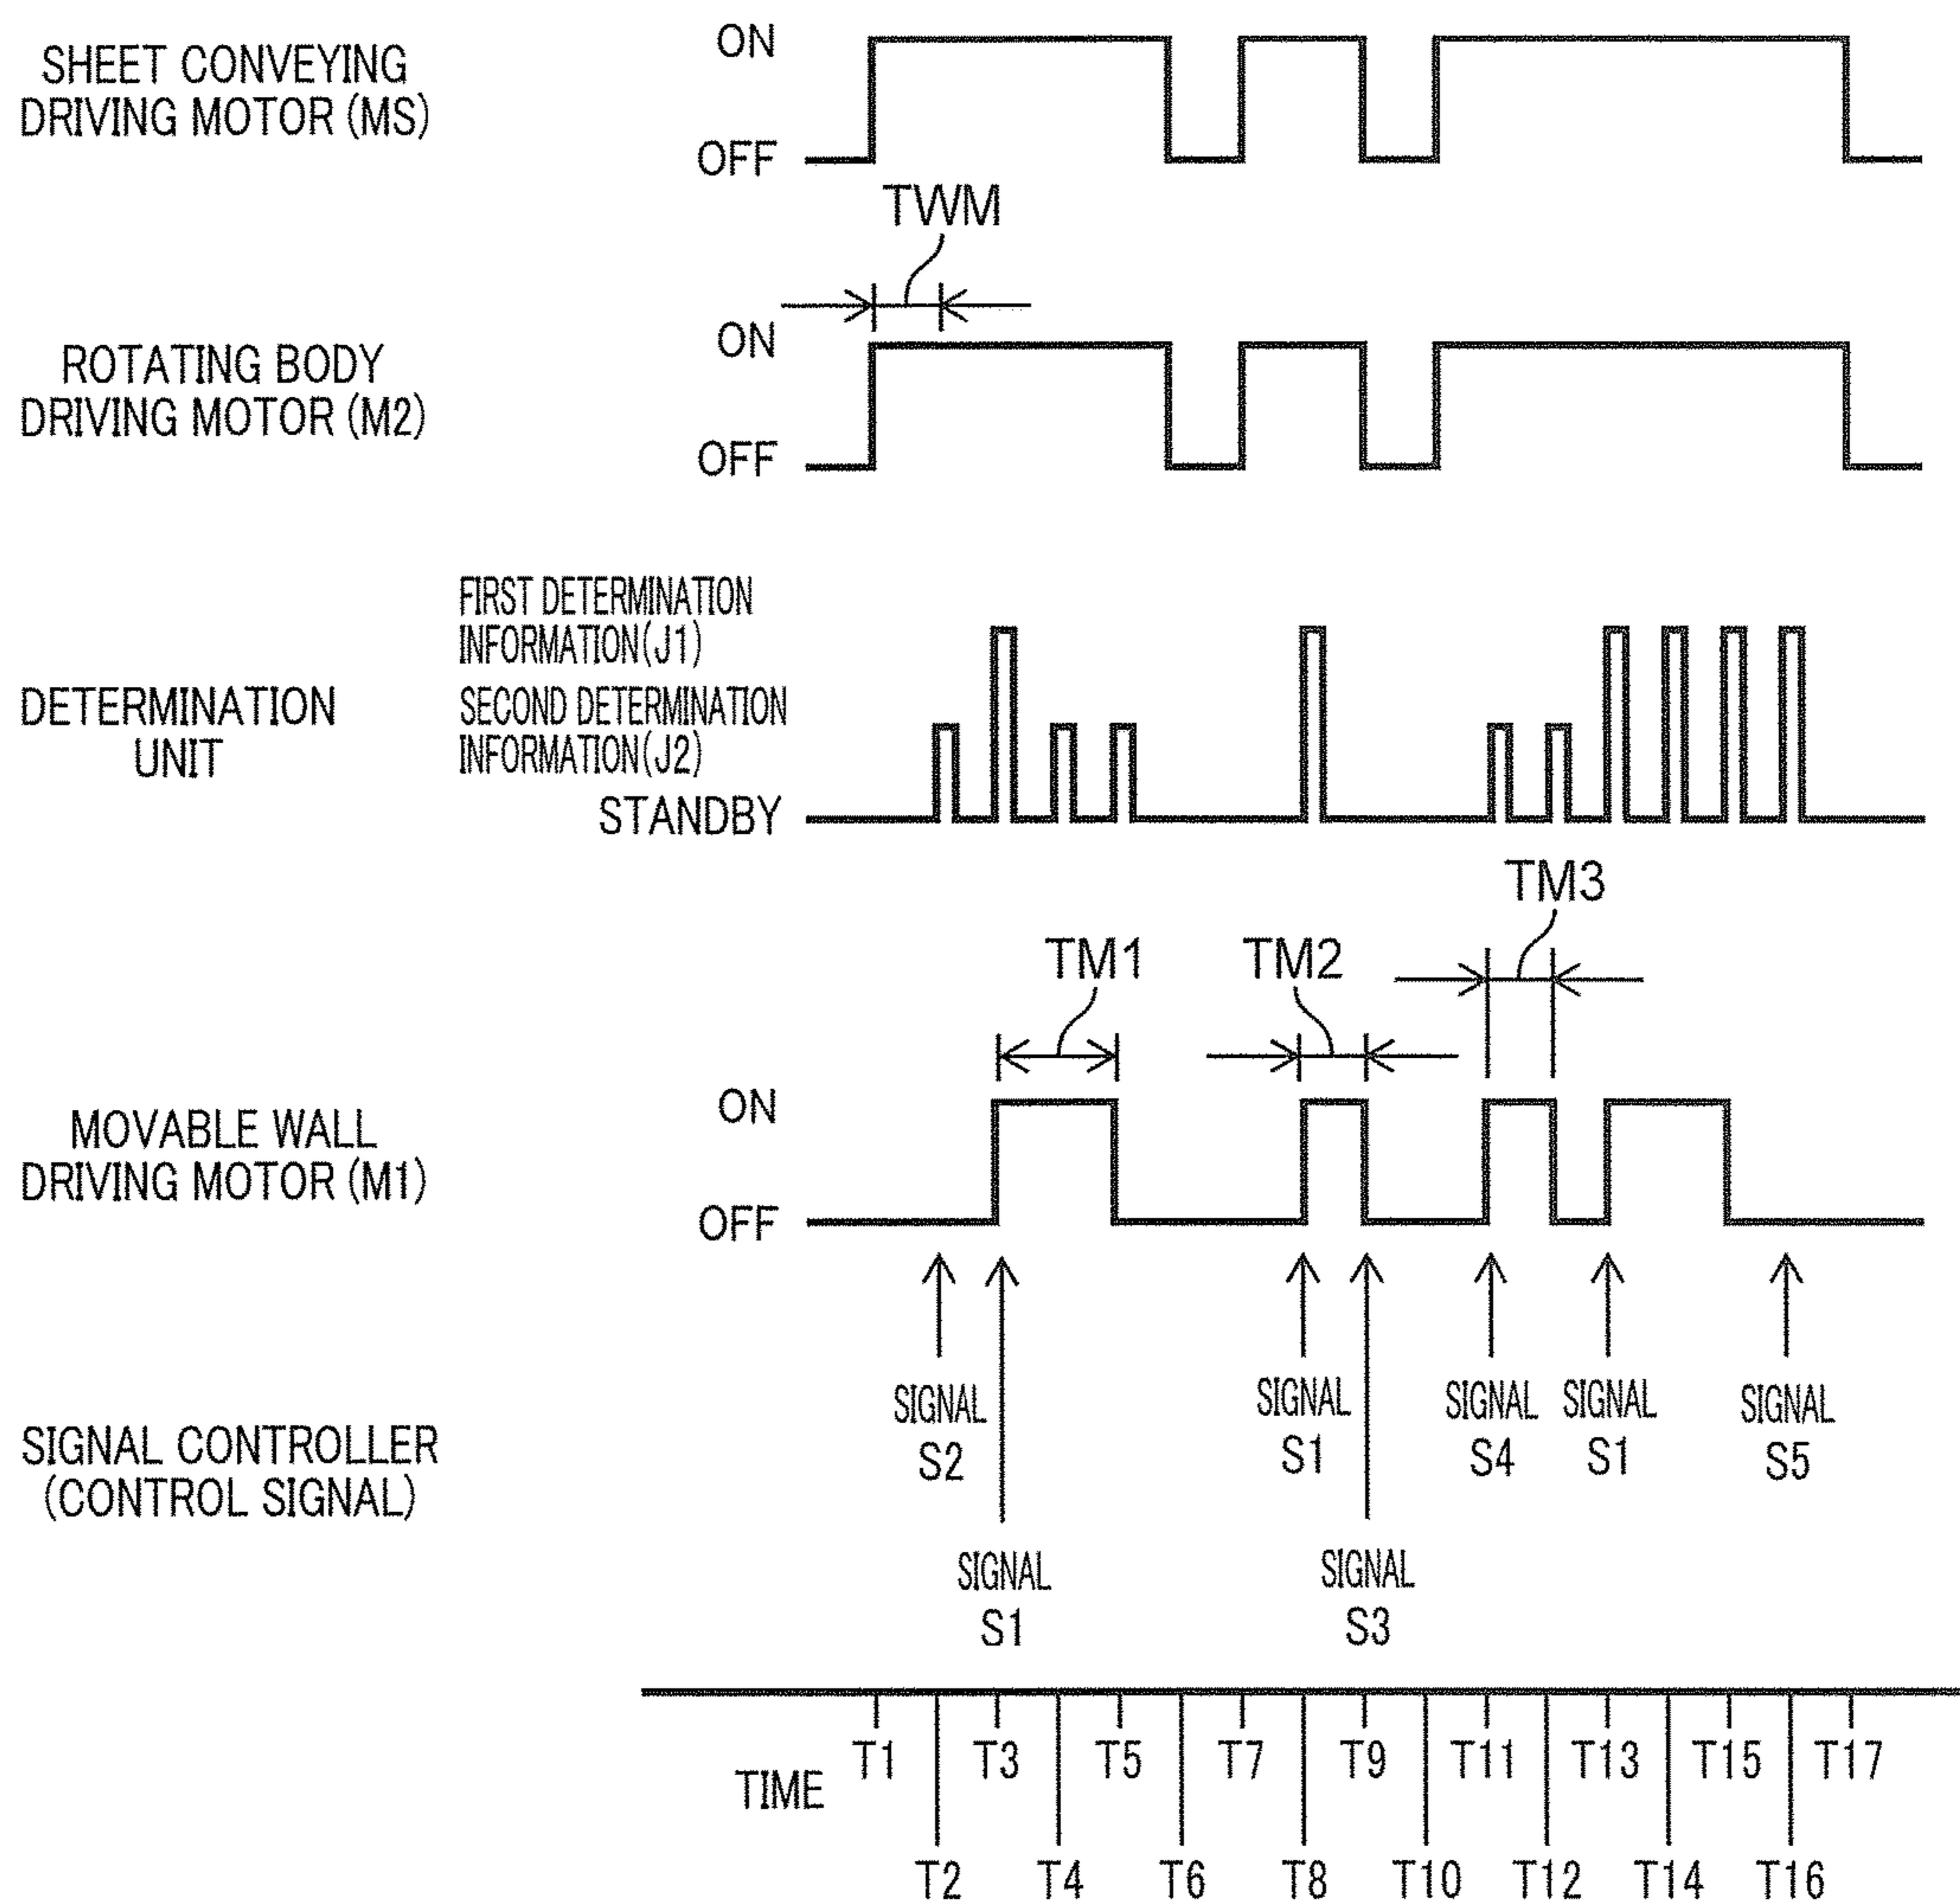 SHEET CONVEYING
DRIVING MOTOR (MS)
ON
OFF
TWM
ROTATING BODY
DRIVING MOTOR (M2)
ON
OFF
FIRST DETERMINATION
INFORMATION(J1)
DETERMINATION
UNIT
SECOND DETERMINATION
INFORMATION(J2)
STANDBY
TM1
TM2
TM3
MOVABLE WALL
DRIVING MOTOR (M1)
ON
OFF
SIGNAL CONTROLLER
(CONTROL SIGNAL)
SIGNAL
S2
SIGNAL
S1
SIGNAL
S1
SIGNAL
S3
SIGNAL
S4
SIGNAL
S1
SIGNAL
S5
TIME
T1 T3 T5 T7 T9 T11 T13 T15 T17
T2 T4 T6 T8 T10 T12 T14 T16